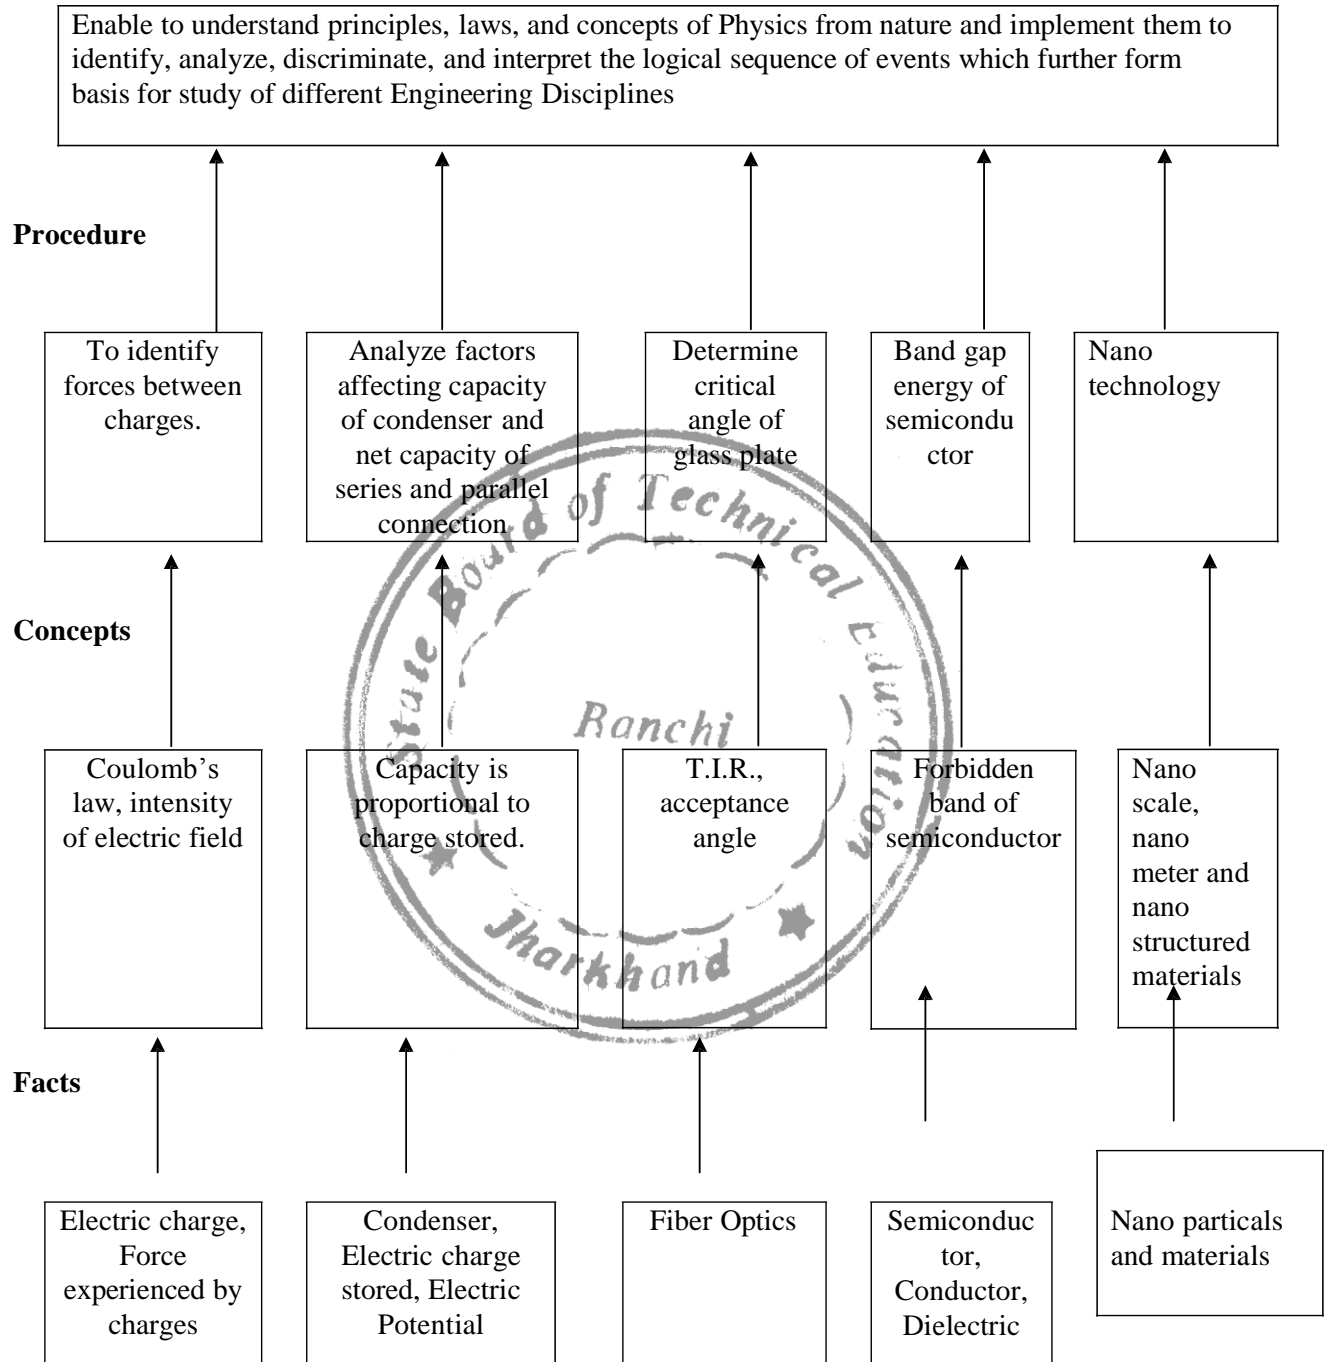 Enable to understand principles, laws, and concepts of Physics from nature and implement them to
identify, analyze, discriminate, and interpret the logical sequence of events which further form
basis for study of different Engineering Disciplines
Procedure
To identify
forces between
charges.
Analyze factors
affecting capacity
of condenser and
net capacity of
series and parallel
connection
Determine
critical
angle of
glass plate
Band gap
energy of
semicondu
ctor
Nano
technology
Concepts
Coulomb's
law, intensity
of electric field
Capacity is
proportional to
charge stored.
T.I.R.,
acceptance
angle
Forbidden
band of
semiconductor
Nano
scale,
nano
meter and
nano
structured
materials
Facts
Electric charge,
Force
experienced by
charges
Condenser,
Electric charge
stored, Electric
Potential
Fiber Optics
Semiconduc
tor,
Conductor,
Dielectric
Nano particals
and materials
State Board of Technical Education
Ranchi
★ Jharkhand ★